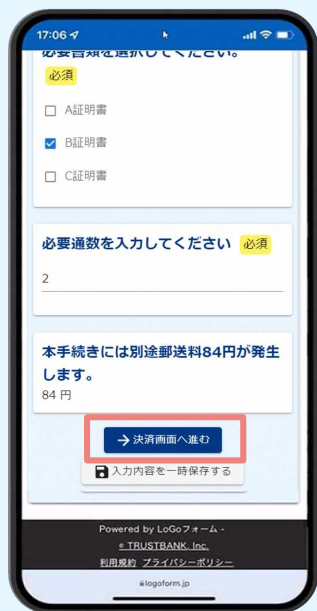 17:06
必要書類を選択してください。
必須
A証明書
B証明書
C証明書
必要通数を入力してください 必須
2
本手続きには別途郵送料84円が発生
します。
84 円
→ 決済画面へ進む
入力内容を一時保存する
Powered by LoGoフォーム -
© TRUSTBANK, Inc.
利用規約 プライバシーポリシー
logoform.jp